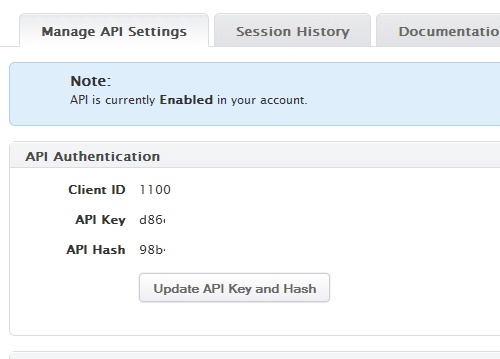 Manage API Settings Session History Documentatio
Note:
API is currently Enabled in your account.
API Authentication
Client ID 1100
API Key d86
API Hash 98b
Update API Key and Hash